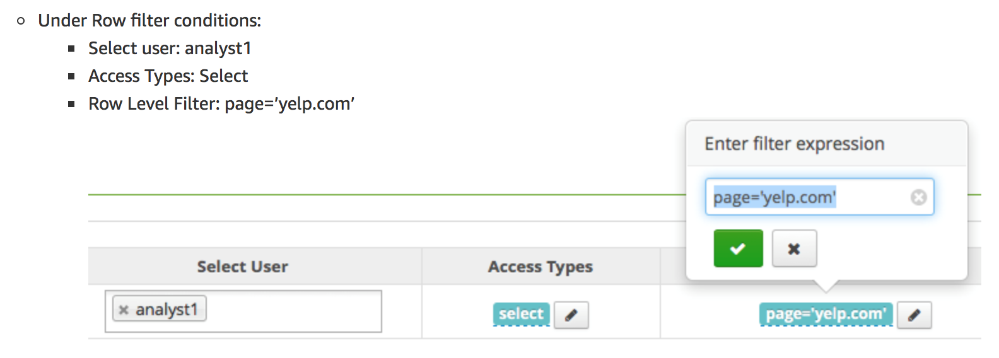 Under Row filter conditions:
Select user: analyst1
Access Types: Select
Row Level Filter: page=’yelp.com’
Enter filter expression
page='yelp.com'
Select User
Access Types
analyst1
select
page='yelp.com'